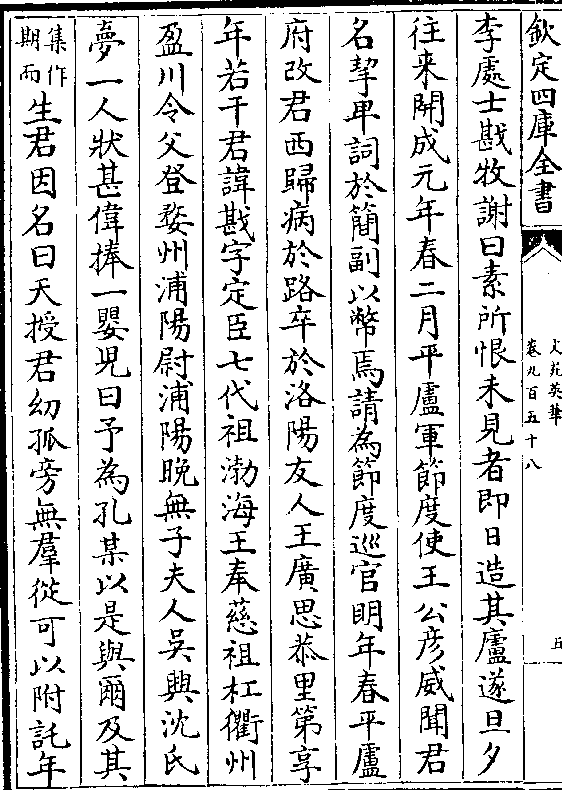 欽定四庫全書
文苑英華
卷九百五十八
五
李處士戡牧謝曰素所恨未見者即日造其廬遂旦夕
往来開成元年春二月平盧軍節度使王公彦威聞君
名挈卑詞於簡副以幣焉請為節度巡官明年春平盧
府改君西歸病於路卒於洛陽友人王廣思恭里第享
年若干君諱戡字定臣七代祖渤海王奉慈祖杠衢州
盈川令父登婺州浦陽尉浦陽晚無子夫人吳興沈氏
夢一人狀甚偉捧一嬰児曰予為孔某以是與爾及其
集作
期而
生君因名曰天授君幼孤旁無羣從可以附託年